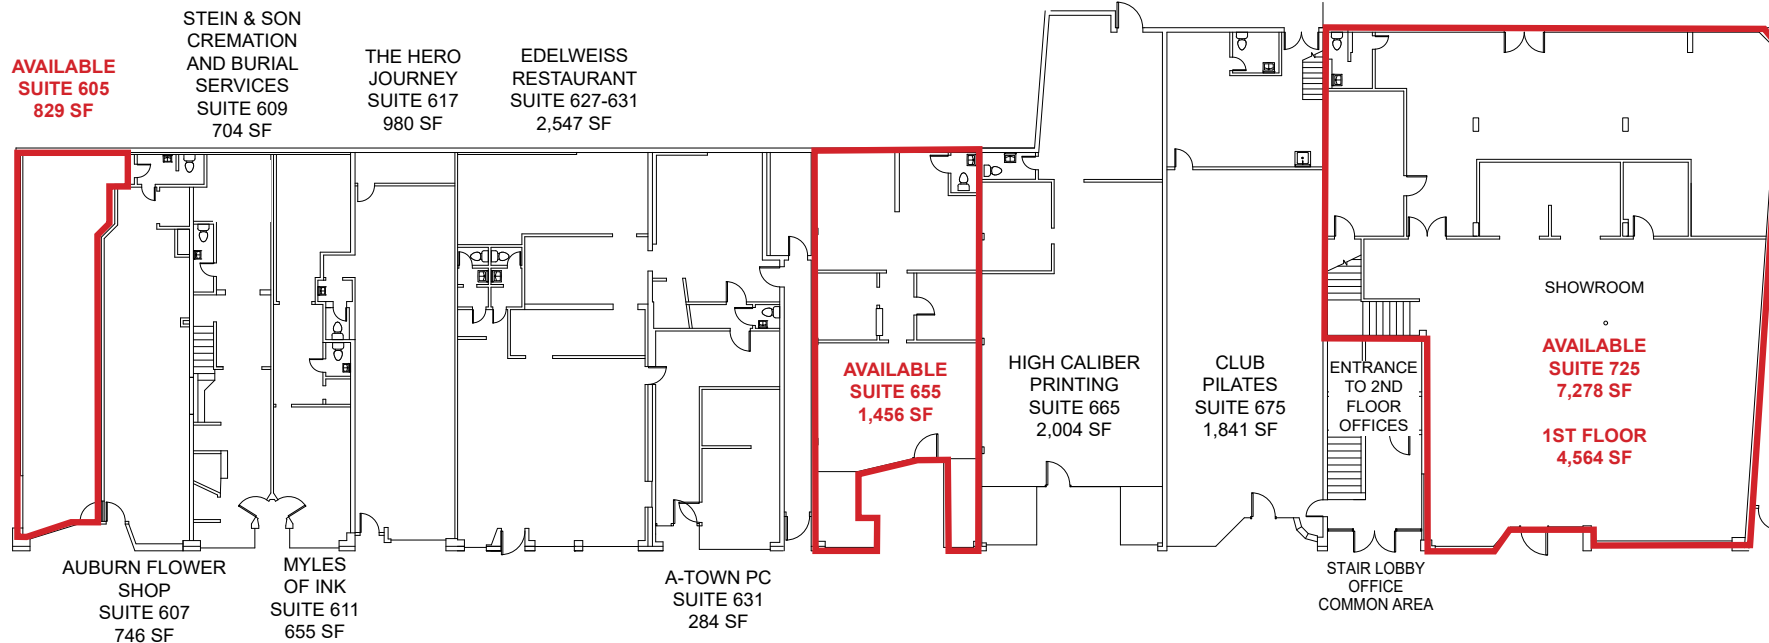 AVAILABLE
SUITE 605
829 SF
STEIN & SON
CREMATION
AND BURIAL
SERVICES
SUITE 609
704 SF
THE HERO
JOURNEY
SUITE 617
980 SF
EDELWEISS
RESTAURANT
SUITE 627-631
2,547 SF
AVAILABLE
SUITE 655
1,456 SF
HIGH CALIBER
PRINTING
SUITE 665
2,004 SF
CLUB
PILATES
SUITE 675
1,841 SF
ENTRANCE
TO 2ND
FLOOR
OFFICES
SHOWROOM
AVAILABLE
SUITE 725
7,278 SF
1ST FLOOR
4,564 SF
AUBURN FLOWER
SHOP
SUITE 607
746 SF
MYLES
OF INK
SUITE 611
655 SF
A-TOWN PC
SUITE 631
284 SF
STAIR LOBBY
OFFICE
COMMON AREA